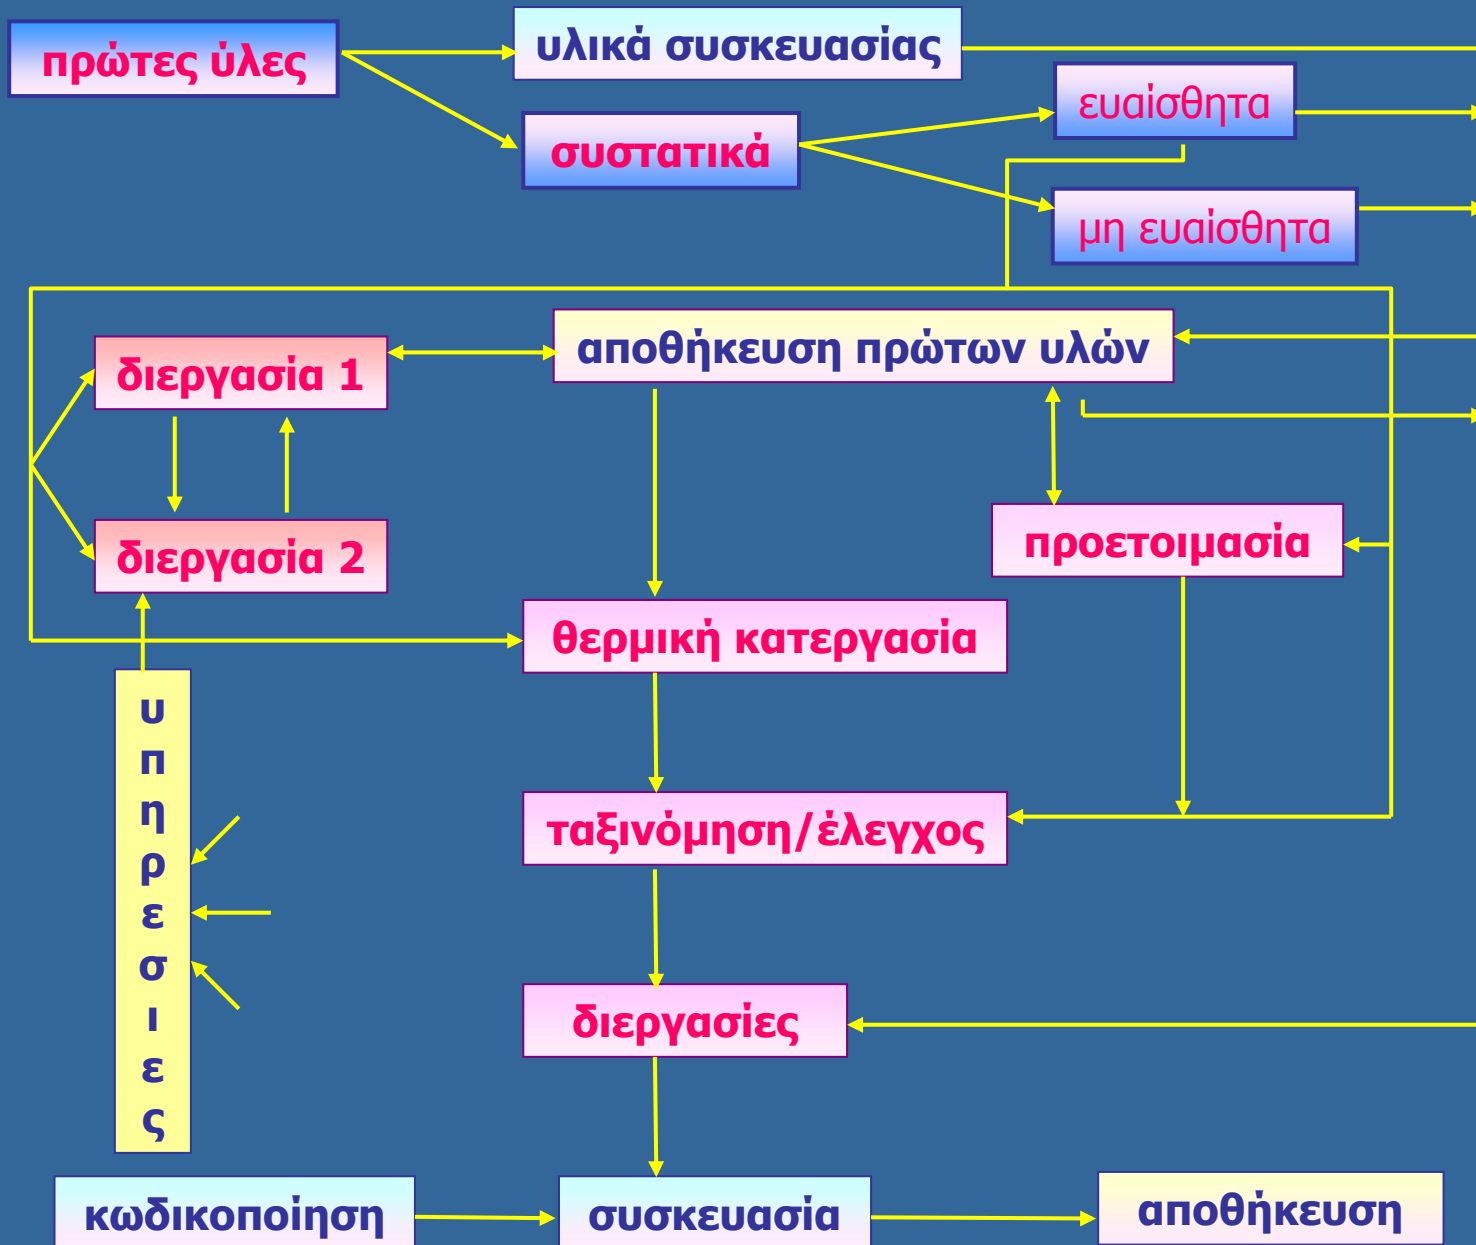 πρώτες ύλες
υλικά συσκευασίας
συστατικά
ευαίσθητα
μη ευαίσθητα
διεργασία 1
αποθήκευση πρώτων υλών
διεργασία 2
προετοιμασία
θερμική κατεργασία
υπηρεσιες
ταξινόμηση/έλεγχος
διεργασίες
κωδικοποίηση
συσκευασία
αποθήκευση